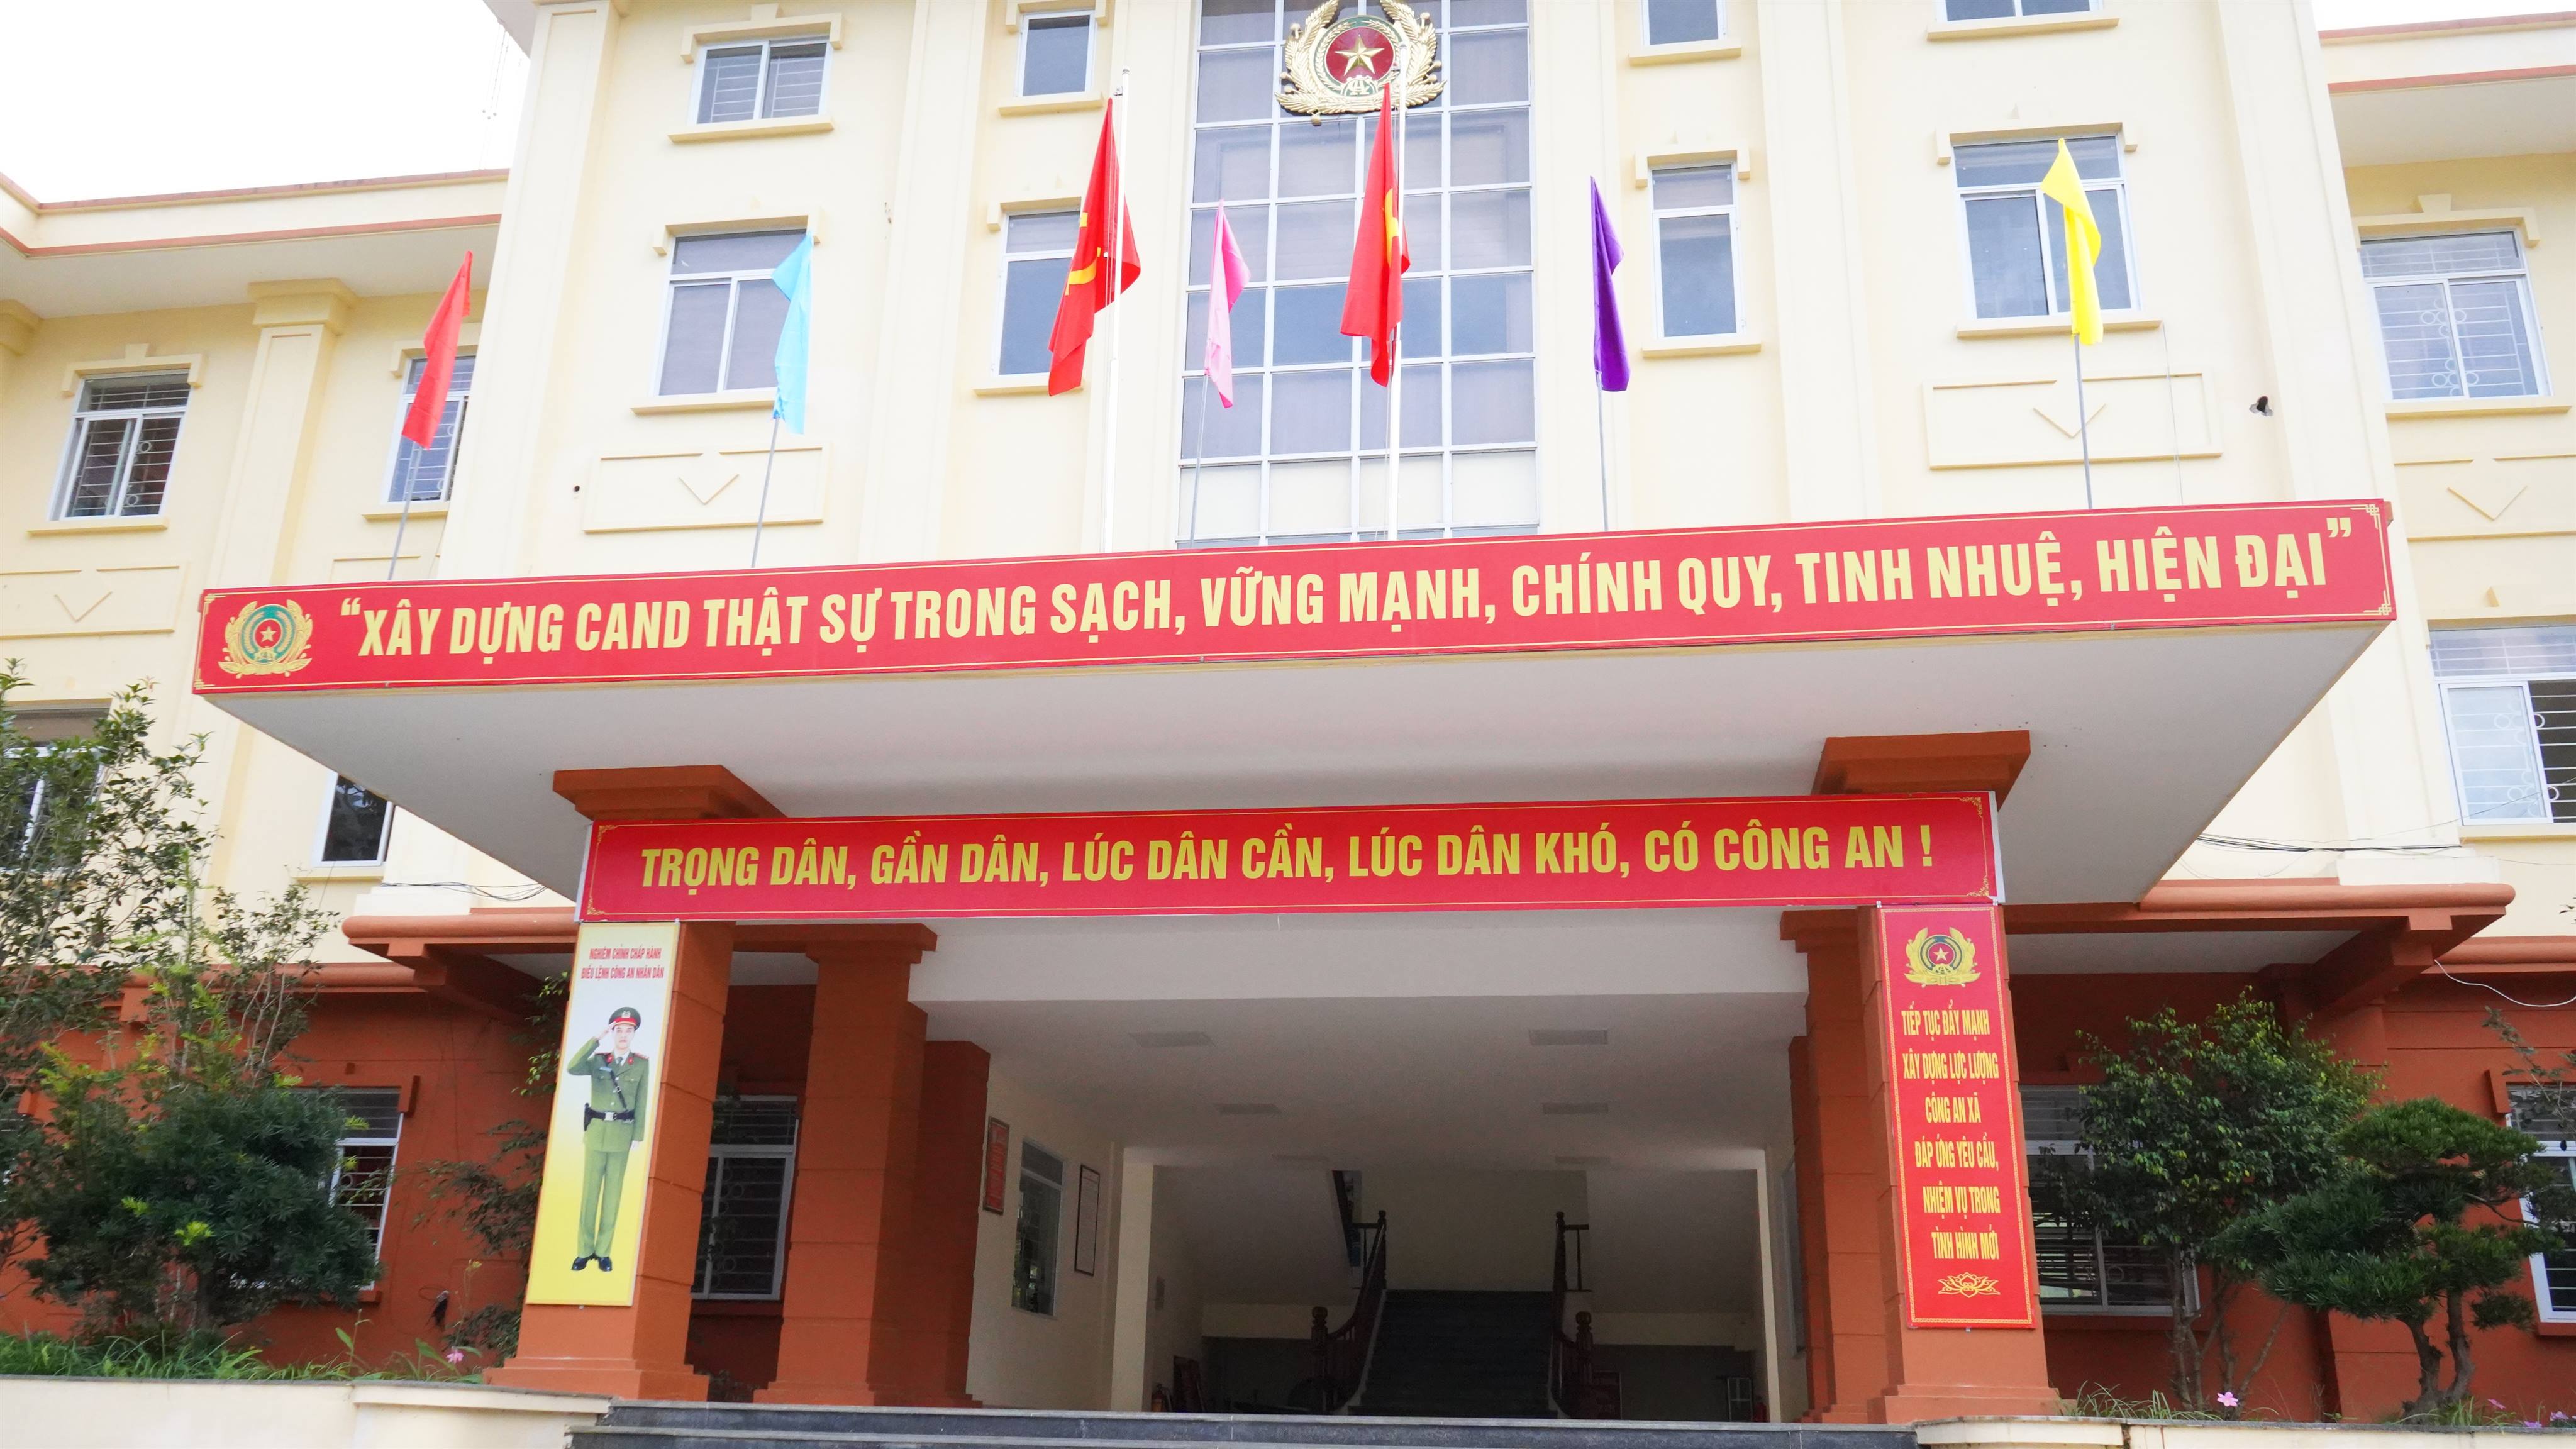 “XÂY DỰNG CAND THẬT SỰ TRONG SẠCH, VỮNG MẠNH, CHÍNH QUY, TINH NHUỆ, HIỆN ĐẠI”
TRỌNG DÂN, GẦN DÂN, LÚC DÂN CẦN, LÚC DÂN KHÓ, CÓ CÔNG AN !
NGHIÊM CHỈNH CHẤP HÀNH
ĐIỀU LỆNH CÔNG AN NHÂN DÂN
TIẾP TỤC ĐẨY MẠNH
XÂY DỰNG LỰC LƯỢNG
CÔNG AN XÃ
ĐÁP ỨNG YÊU CẦU,
NHIỆM VỤ TRONG
TÌNH HÌNH MỚI